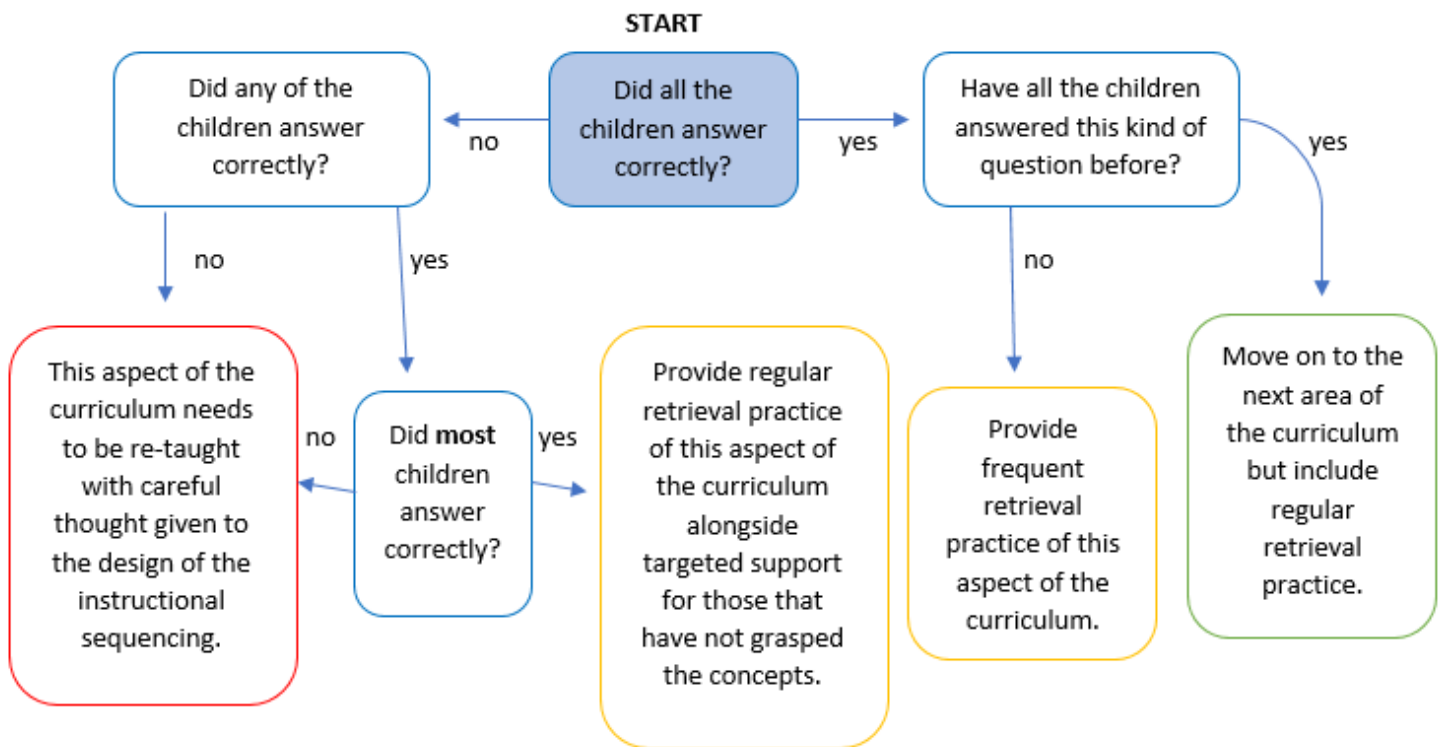 START
Did any of the
children answer
correctly?
no
Did all the
children answer
correctly?
yes
Have all the children
answered this kind of
question before?
yes
no
yes
no
This aspect of the
curriculum needs
to be re-taught
with careful
thought given to
the design of the
instructional
sequencing.
no
Did most
children
answer
correctly?
yes
Provide regular
retrieval practice
of this aspect of
the curriculum
alongside
targeted support
for those that
have not grasped
the concepts.
Provide
frequent
retrieval
practice of this
aspect of the
curriculum.
Move on to the
next area of
the curriculum
but include
regular
retrieval
practice.